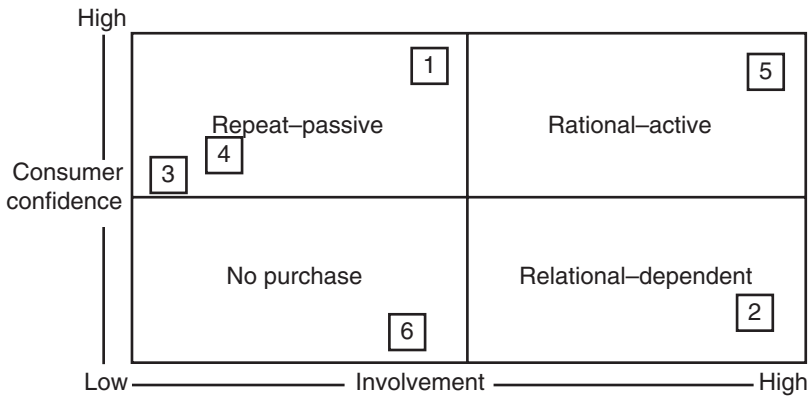 High
1
5
Repeat–passive
Rational–active
4
3
Consumer
confidence
No purchase
Relational–dependent
2
6
Low
Involvement
High